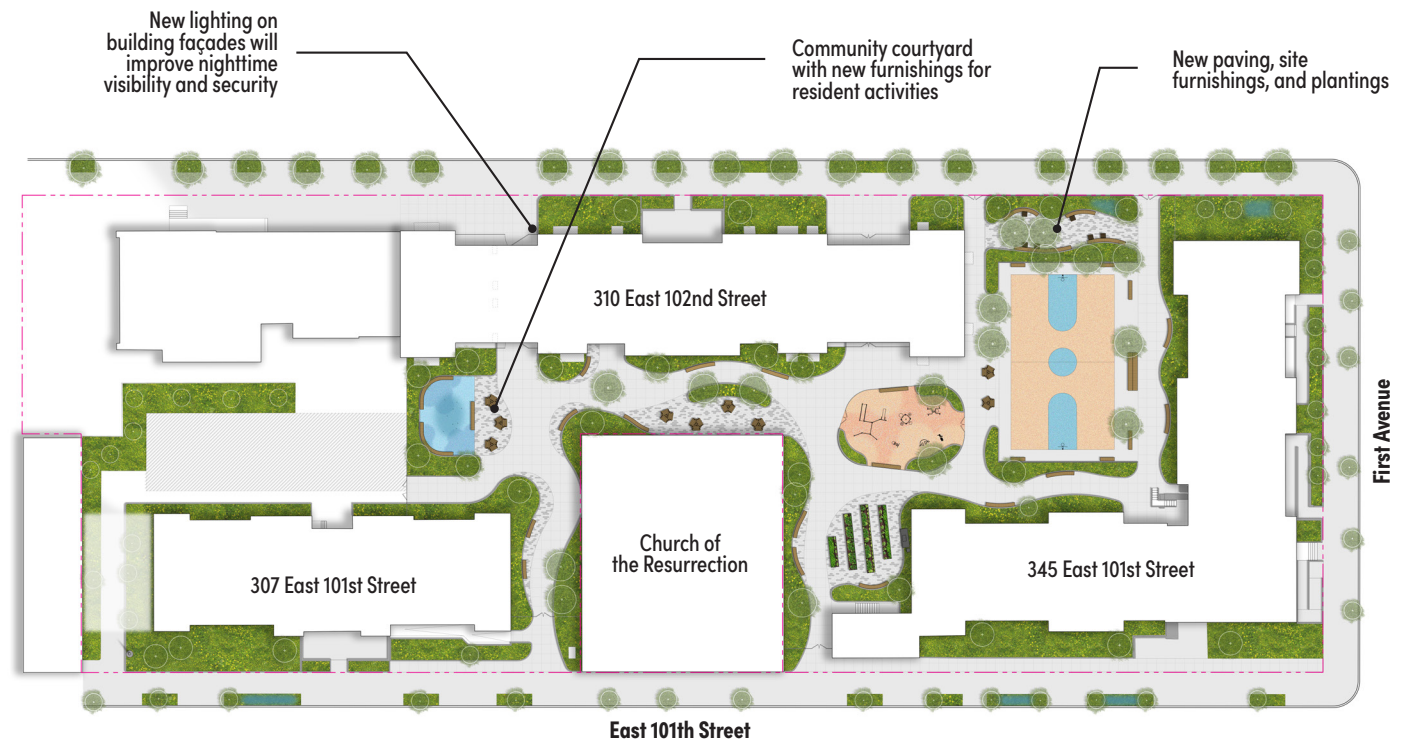 New lighting on
building façades will
improve nighttime
visibility and security
Community courtyard
with new furnishings for
resident activities
New paving, site
furnishings, and plantings
310 East 102nd Street
First Avenue
Church of
the Resurrection
307 East 101st Street
345 East 101st Street
East 101th Street